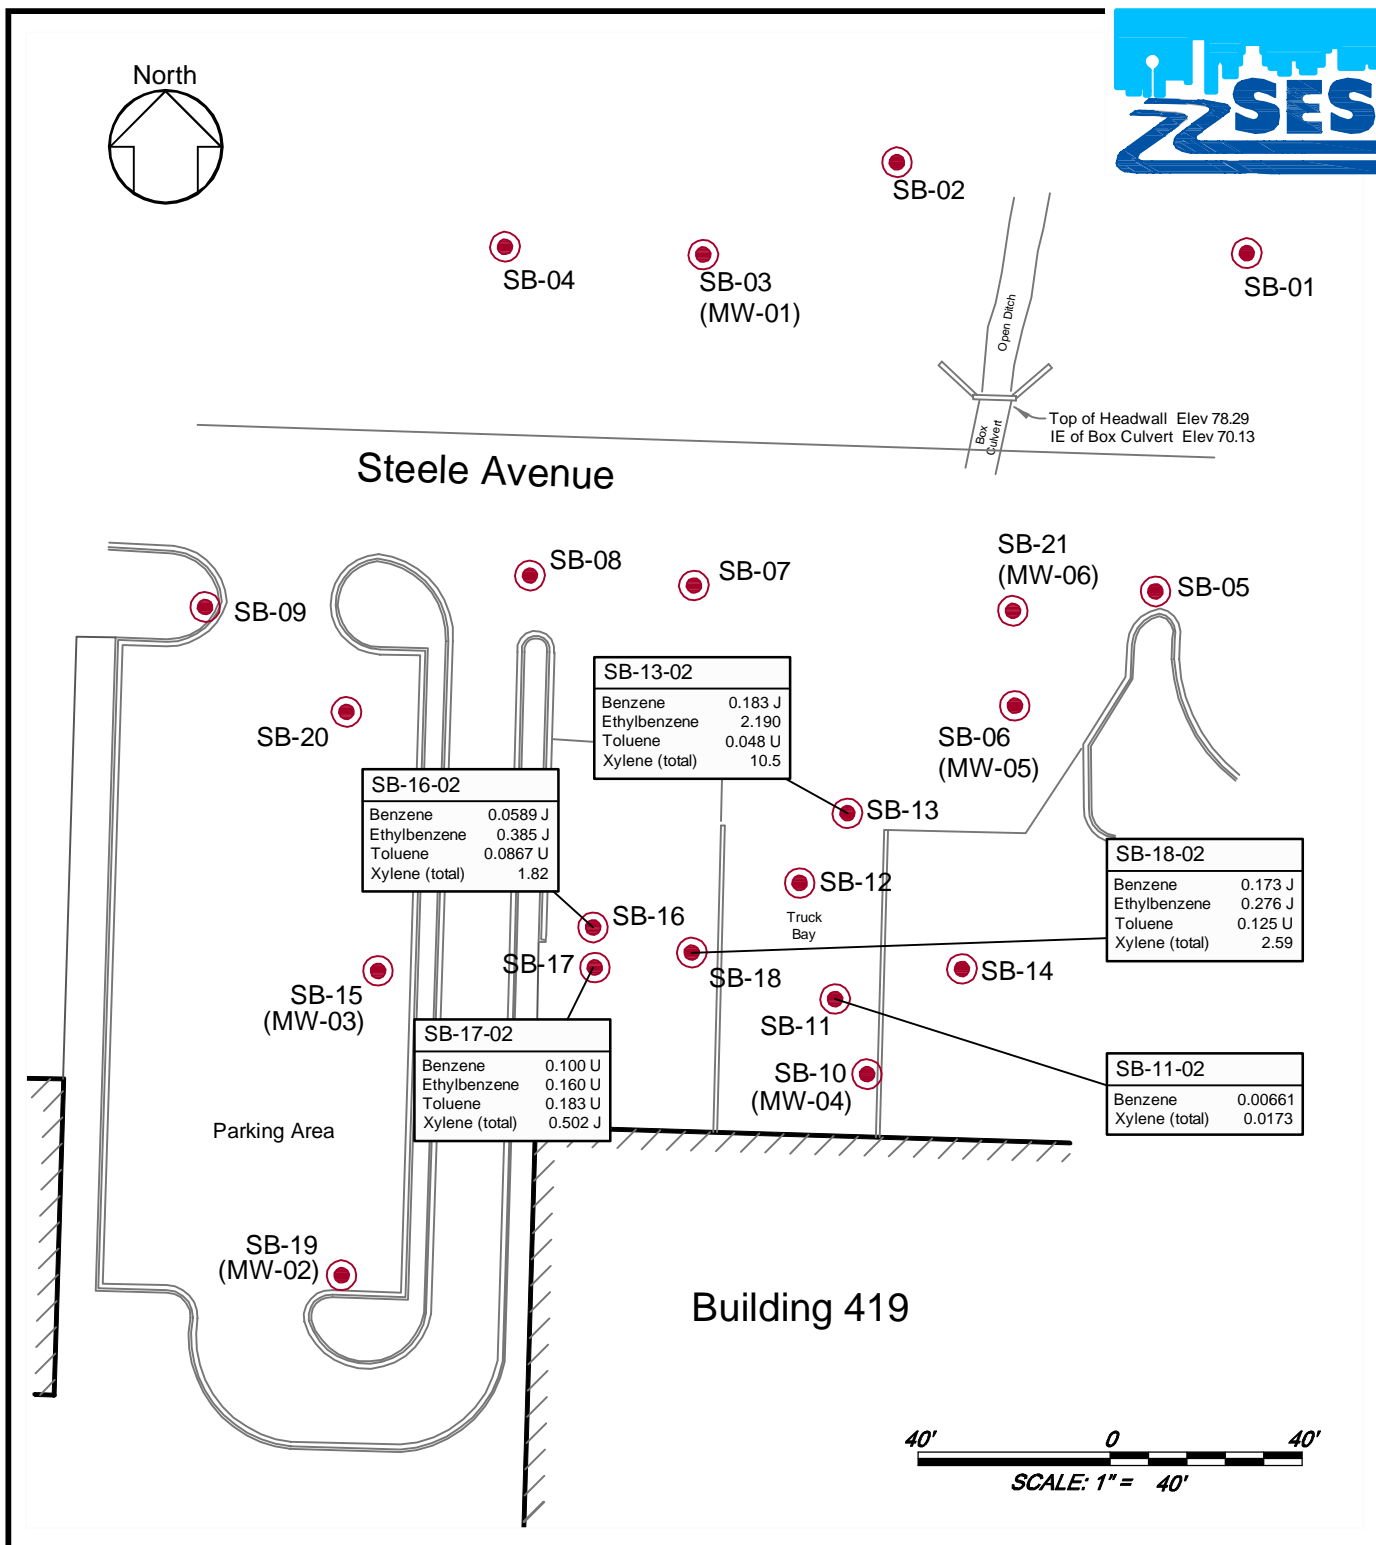 North
SES
SB-02
SB-04
SB-03
(MW-01)
SB-01
Open Ditch
Box
Culvert
Top of Headwall Elev 78.29
IE of Box Culvert Elev 70.13
Steele Avenue
SB-08
SB-07
SB-21
(MW-06)
SB-05
SB-09
SB-20
SB-13-02
Benzene 0.183 J
Ethylbenzene 2.190
Toluene 0.048 U
Xylene (total) 10.5
SB-06
(MW-05)
SB-16-02
Benzene 0.0589 J
Ethylbenzene 0.385 J
Toluene 0.0867 U
Xylene (total) 1.82
SB-13
SB-12
Truck
Bay
SB-18-02
Benzene 0.173 J
Ethylbenzene 0.276 J
Toluene 0.125 U
Xylene (total) 2.59
SB-16
SB-17
SB-18
SB-14
SB-15
(MW-03)
SB-11
SB-17-02
Benzene 0.100 U
Ethylbenzene 0.160 U
Toluene 0.183 U
Xylene (total) 0.502 J
SB-10
(MW-04)
SB-11-02
Benzene 0.00661
Xylene (total) 0.0173
Parking Area
SB-19
(MW-02)
Building 419
40' 0 40'
SCALE: 1" = 40'